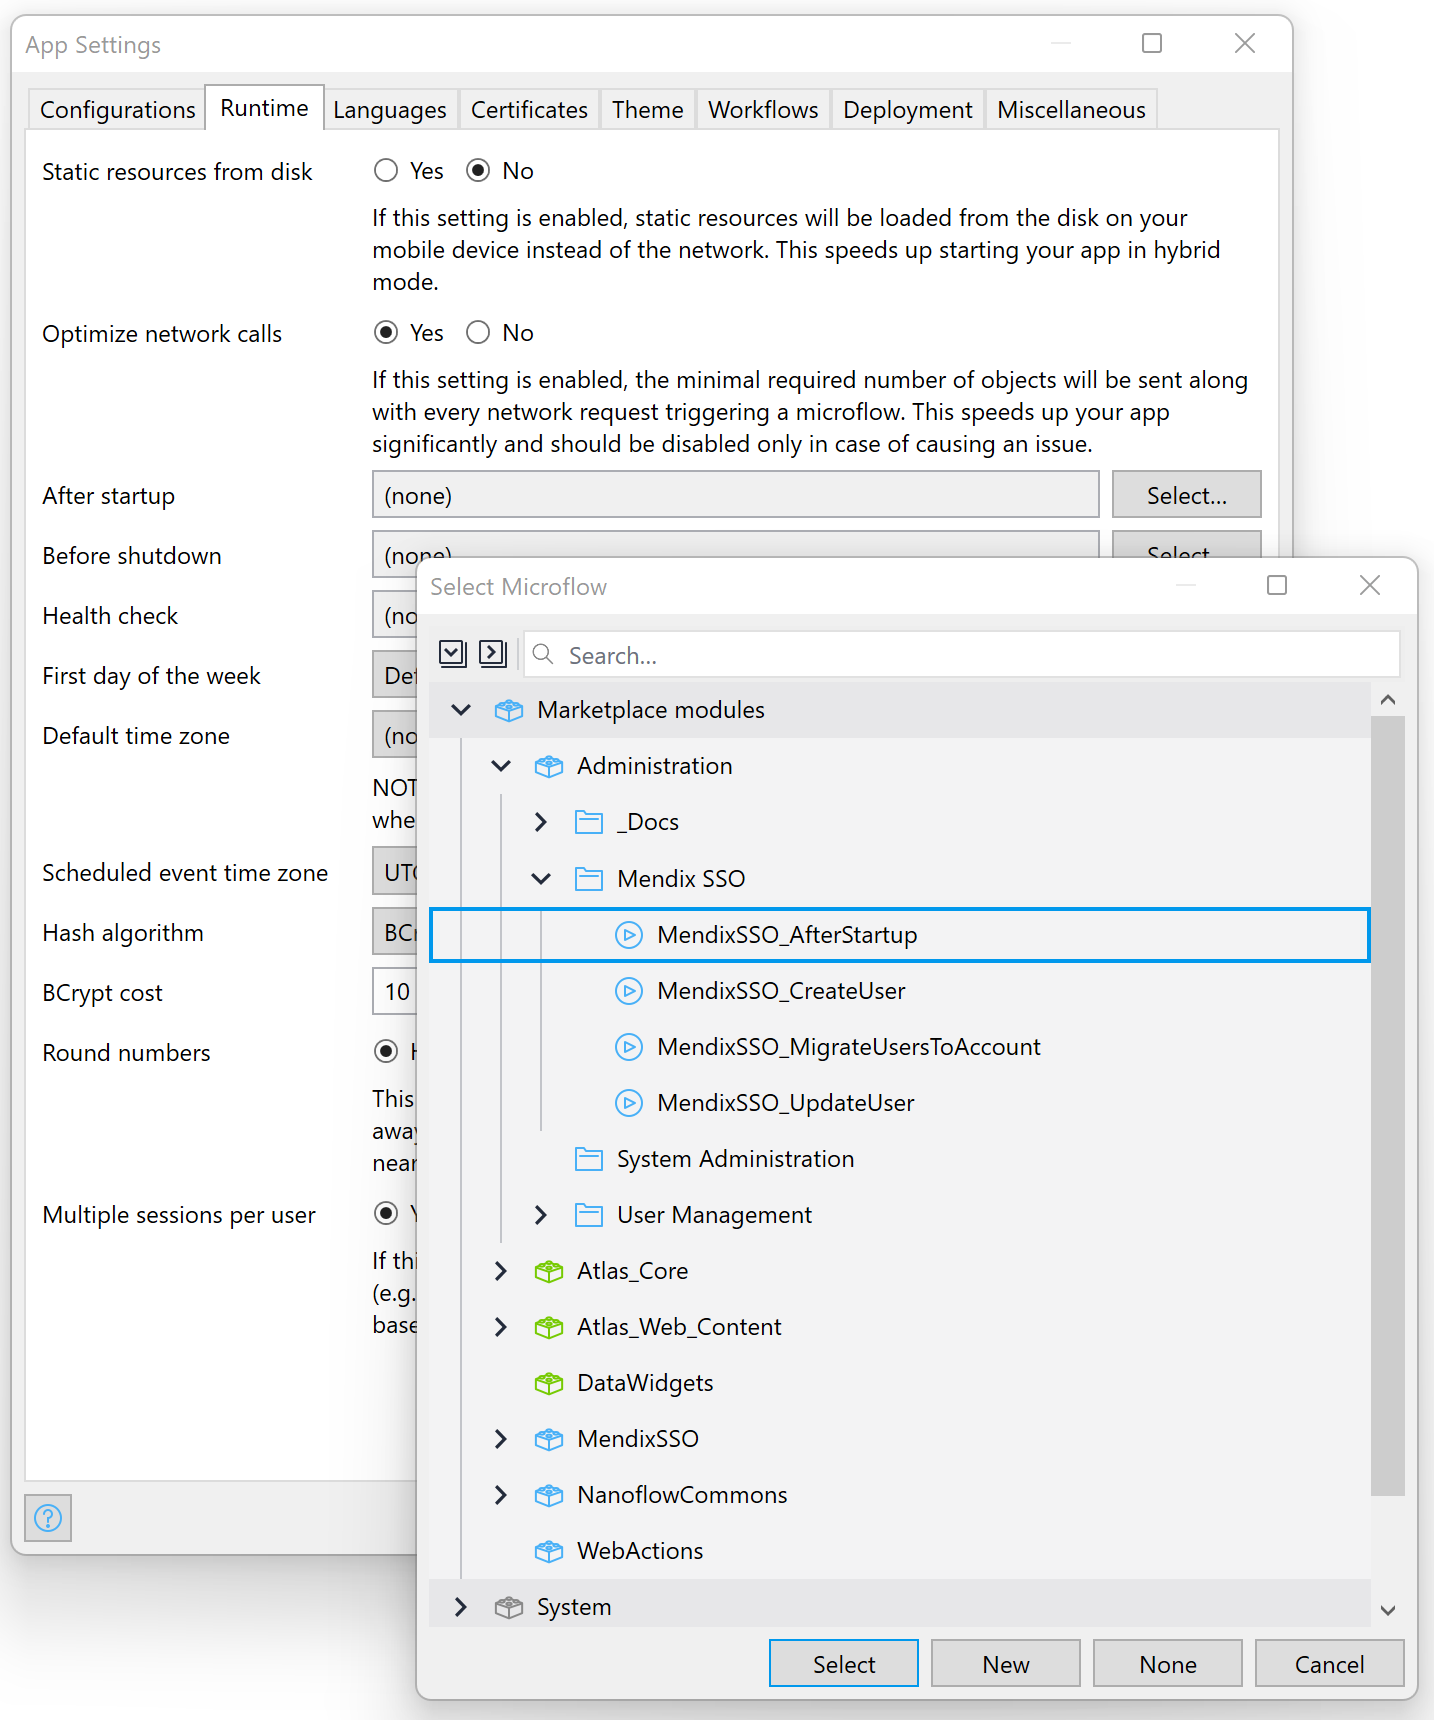 App Settings
Configurations Runtime Languages Certificates Theme Workflows Deployment Miscellaneous
Static resources from disk Yes No
If this setting is enabled, static resources will be loaded from the disk on your
mobile device instead of the network. This speeds up starting your app in hybrid
mode.
Optimize network calls Yes No
If this setting is enabled, the minimal required number of objects will be sent along
with every network request triggering a microflow. This speeds up your app
significantly and should be disabled only in case of causing an issue.
After startup (none) Select...
Before shutdown (none) Select
Health check (no
First day of the week
Default time zone (no
NOT
whe
Scheduled event time zone UTC
Hash algorithm
BCrypt cost 10
Round numbers
This
away
near
Multiple sessions per user
If thi
(e.g.
base
Select Microflow
Search...
Marketplace modules
Administration
_Docs
Mendix SSO
MendixSSO_AfterStartup
MendixSSO_CreateUser
MendixSSO_MigrateUsersToAccount
MendixSSO_UpdateUser
System Administration
User Management
Atlas_Core
Atlas_Web_Content
DataWidgets
MendixSSO
NanoflowCommons
WebActions
System
Select New None Cancel